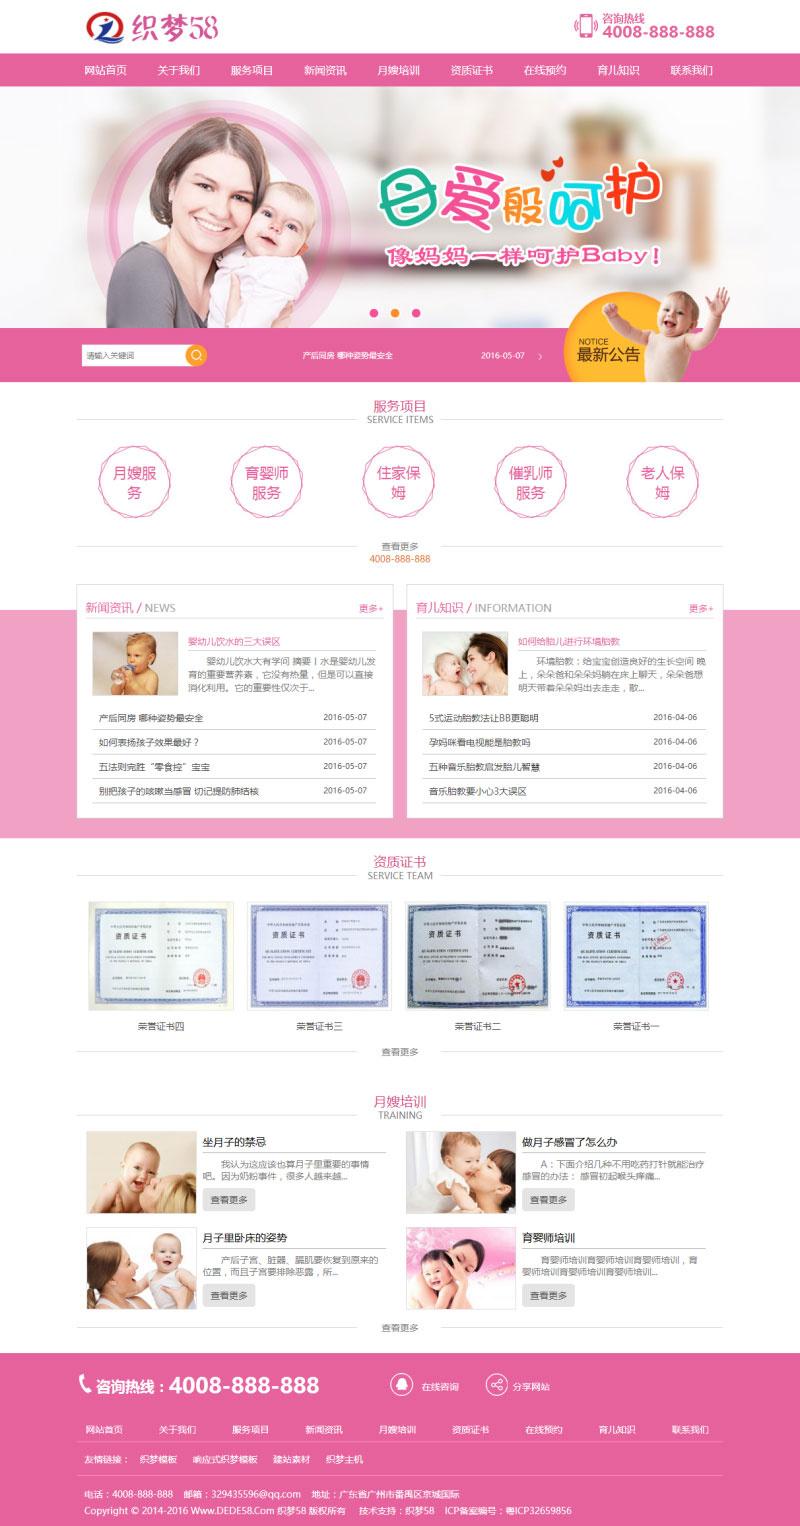 织梦58
咨询热线
4008-888-888
网站首页 关于我们 服务项目 新闻资讯 月嫂培训 资质证书 在线预约 育儿知识 联系我们
母爱般呵护
像妈妈一样呵护Baby!
请输入关键词
产后同房 哪种姿势最安全 2016-05-07 >
NOTICE
最新公告
服务项目
SERVICE ITEMS
月嫂服务
育婴师服务
住家保姆
催乳师服务
老人保姆
查看更多
4008-888-888
新闻资讯 / NEWS 更多+
婴幼儿饮水的三大误区
婴幼儿饮水大有学问 摘要丨水是婴幼儿发
育的重要营养素，它没有热量，但是可以直接
消化利用。它的重要性仅次于...
产后同房 哪种姿势最安全 2016-05-07
如何表扬孩子效果最好？ 2016-05-07
五法则完胜“零食控”宝宝 2016-05-07
别把孩子的咳嗽当感冒 切记提防肺结核 2016-05-07
育儿知识 / INFORMATION 更多+
如何给胎儿进行环境胎教
环境胎教：给宝宝创造良好的生长空间 晚
上，朵朵爸和朵朵妈躺在床上聊天，朵朵爸想
明天带着朵朵妈出去走走，散...
5式运动胎教法让BB更聪明 2016-04-06
孕妈咪看电视能是胎教吗 2016-04-06
五种音乐胎教启发胎儿智慧 2016-04-06
音乐胎教要小心3大误区 2016-04-06
资质证书
SERVICE TEAM
资质证书
资质证书
资质证书
资质证书
荣誉证书四 荣誉证书三 荣誉证书二 荣誉证书一
查看更多
月嫂培训
TRAINING
坐月子的禁忌
我认为这应该也算月子里重要的事情
吧。因为奶粉事件，很多人越来越...
查看更多
做月子感冒了怎么办
A：下面介绍几种不用吃药打针就能治疗
感冒的办法： 感冒初起喉头痒痛...
查看更多
月子里卧床的姿势
产后子宫、脏器、膈肌要恢复到原来的
位置，而且子宫要排除恶露，所...
查看更多
育婴师培训
育婴师培训育婴师培训育婴师培训，育
婴师培训育婴师培训育婴师培训...
查看更多
查看更多
咨询热线：4008-888-888 在线咨询 分享网站
网站首页 关于我们 服务项目 新闻资讯 月嫂培训 资质证书 在线预约 育儿知识 联系我们
友情链接： 织梦模板 响应式织梦模板 建站素材 织梦主机
电话：4008-888-888 邮箱：329435596@qq.com 地址：广东省广州市番禺区京城国际
Copyright © 2014-2016 Www.DEDE58.Com 织梦58 版权所有 技术支持：织梦58 ICP备案编号：粤ICP32659856